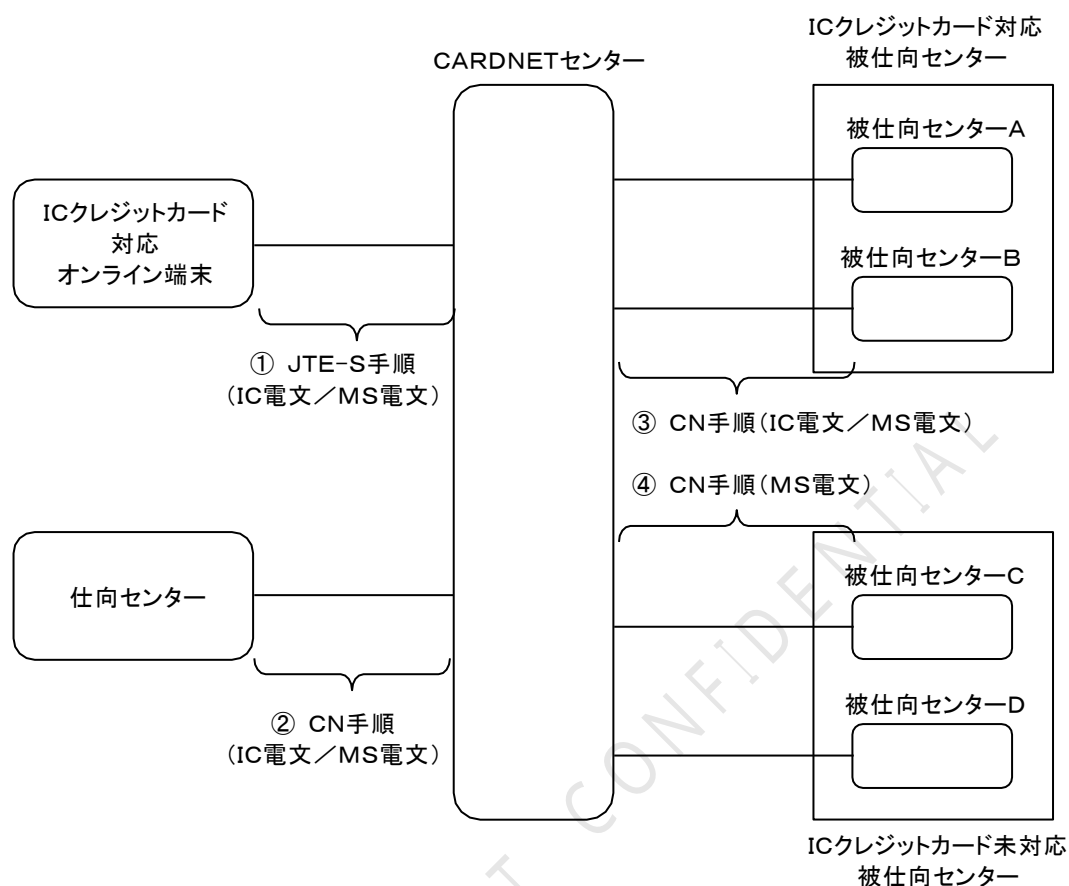 ICクレジットカード対応
被仕向センター
CARDNETセンター
被仕向センターA
ICクレジットカード
対応
オンライン端末
被仕向センターB
① JTE-S手順
(IC電文/MS電文)
③ CN手順(IC電文/MS電文)
④ CN手順(MS電文)
仕向センター
被仕向センターC
② CN手順
(IC電文/MS電文)
被仕向センターD
ICクレジットカード未対応
被仕向センター
T CONFIDENTIAL